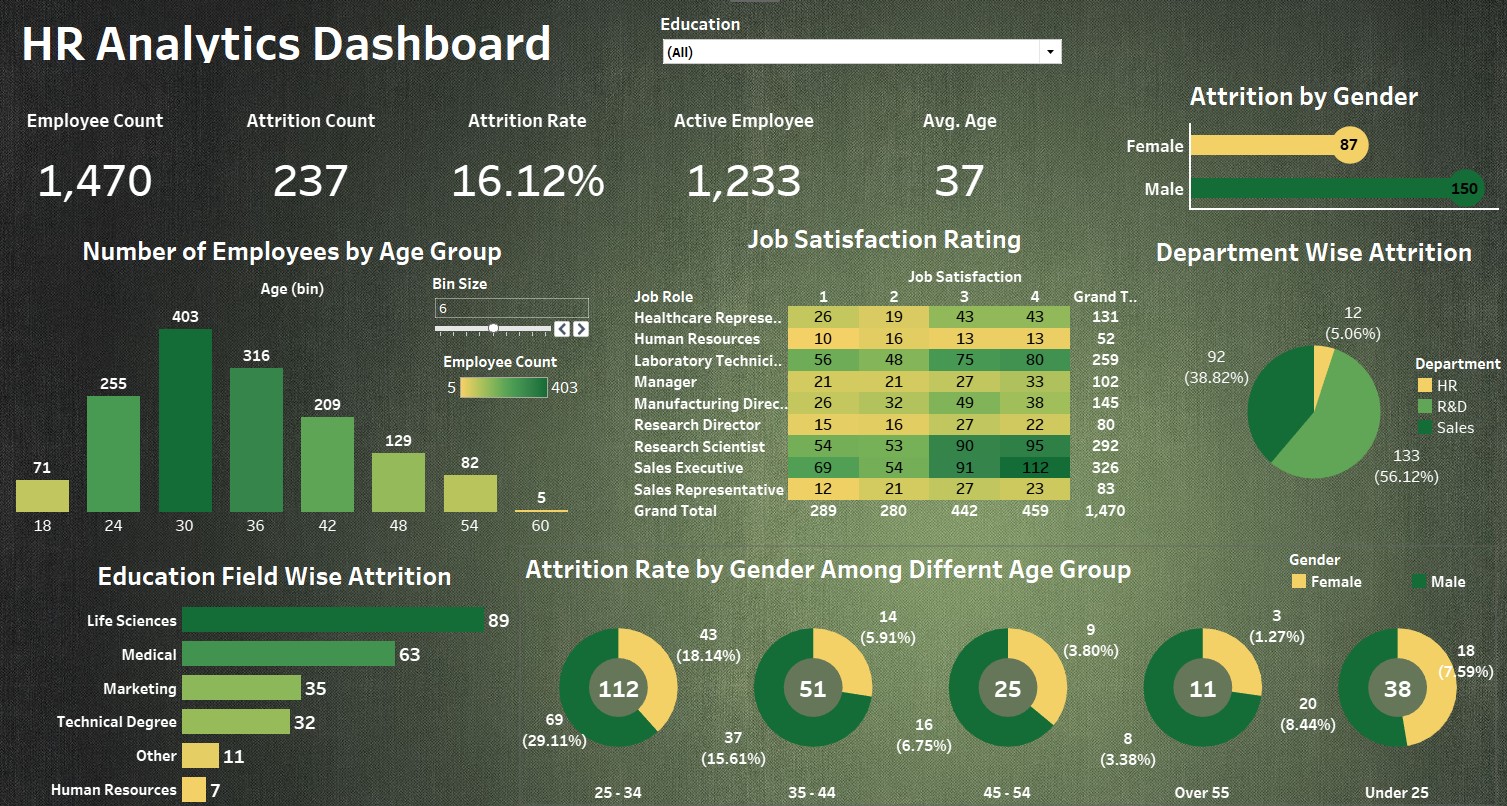 HR Analytics Dashboard
Education
(All)
Employee Count
Attrition Count
Attrition Rate
Active Employee
Avg. Age
1,470
237
16.12%
1,233
37
Attrition by Gender
Female 87
Male 150
Number of Employees by Age Group
Age (bin)
Bin Size
6
Employee Count
5 403
71
255
403
316
209
129
82
5
18 24 30 36 42 48 54 60
Job Satisfaction Rating
Job Satisfaction
Job Role 1 2 3 4 Grand T..
Healthcare Represe.. 26 19 43 43 131
Human Resources 10 16 13 13 52
Laboratory Technici.. 56 48 75 80 259
Manager 21 21 27 33 102
Manufacturing Direc.. 26 32 49 38 145
Research Director 15 16 27 22 80
Research Scientist 54 53 90 95 292
Sales Executive 69 54 91 112 326
Sales Representative 12 21 27 23 83
Grand Total 289 280 442 459 1,470
Department Wise Attrition
12
(5.06%)
92
(38.82%)
133
(56.12%)
Department
HR
R&D
Sales
Education Field Wise Attrition
Life Sciences 89
Medical 63
Marketing 35
Technical Degree 32
Other 11
Human Resources 7
Attrition Rate by Gender Among Differnt Age Group
Gender
Female Male
43
(18.14%)
112
69
(29.11%)
25 - 34
14
(5.91%)
51
37
(15.61%)
35 - 44
9
(3.80%)
25
16
(6.75%)
45 - 54
3
(1.27%)
11
8
(3.38%)
Over 55
18
(7.59%)
38
20
(8.44%)
Under 25